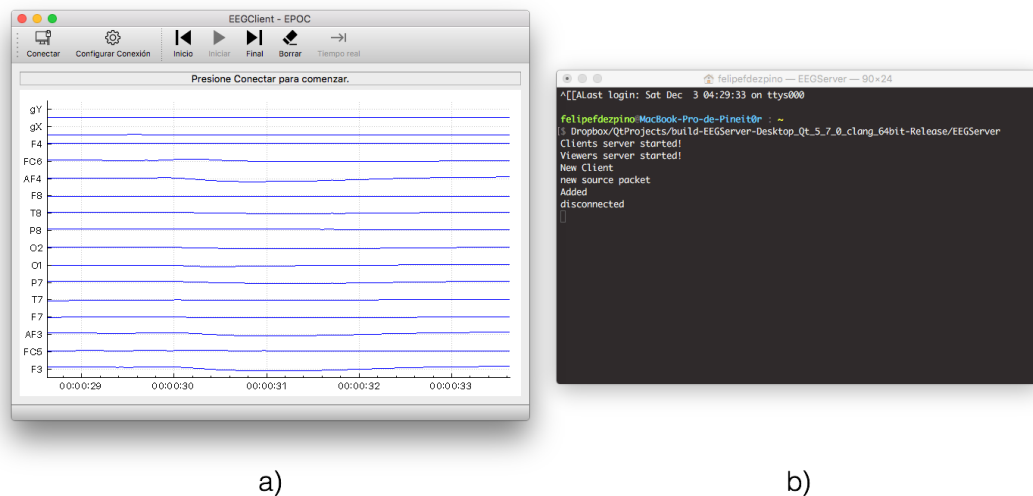 EEGClient - EPOC
Conectar
Configurar Conexión
Inicio
Iniciar
Final
Borrar
Tiempo real
Presione Conectar para comenzar.
gY
gX
F4
FC6
AF4
F8
T8
P8
O2
O1
P7
T7
F7
AF3
FC5
F3
00:00:29 00:00:30 00:00:31 00:00:32 00:00:33
a)
felipefdezpino — EEGServer — 90×24
^[[ALast login: Sat Dec  3 04:29:33 on ttys000
felipefdezpino@MacBook-Pro-de-Pineit0r : ~
[$ Dropbox/QtProjects/build-EEGServer-Desktop_Qt_5_7_0_clang_64bit-Release/EEGServer
Clients server started!
Viewers server started!
New Client
new source packet
Added
disconnected
b)